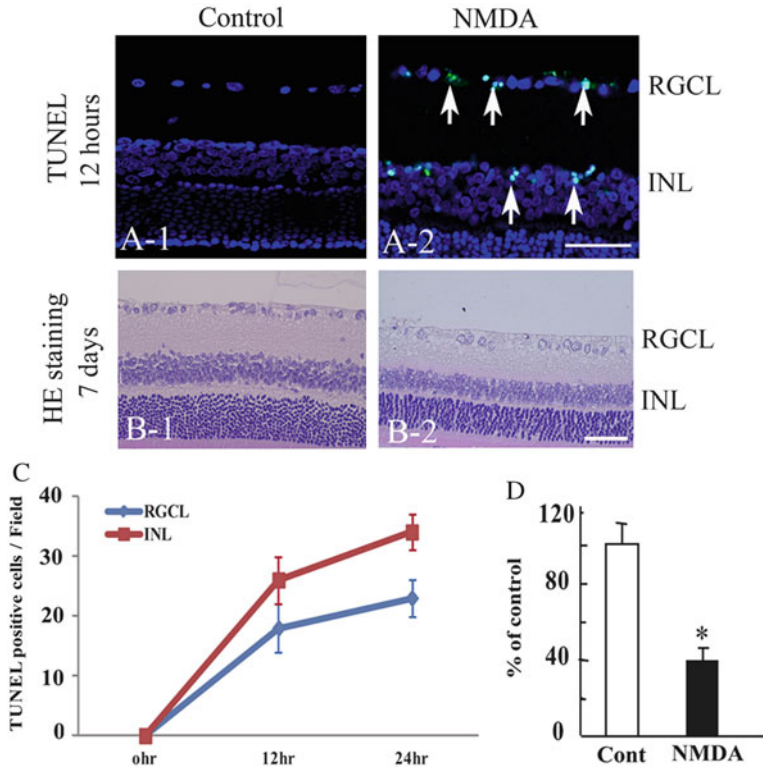 Control NMDA
TUNEL
12 hours
RGCL
INL
A-1 A-2
HE staining
7 days
RGCL
INL
B-1 B-2
C
TUNEL positive cells / Field
40
30
20
10
0
RGCL
INL
ohr 12hr 24hr
D
% of control
120
80
40
0
*
Cont NMDA